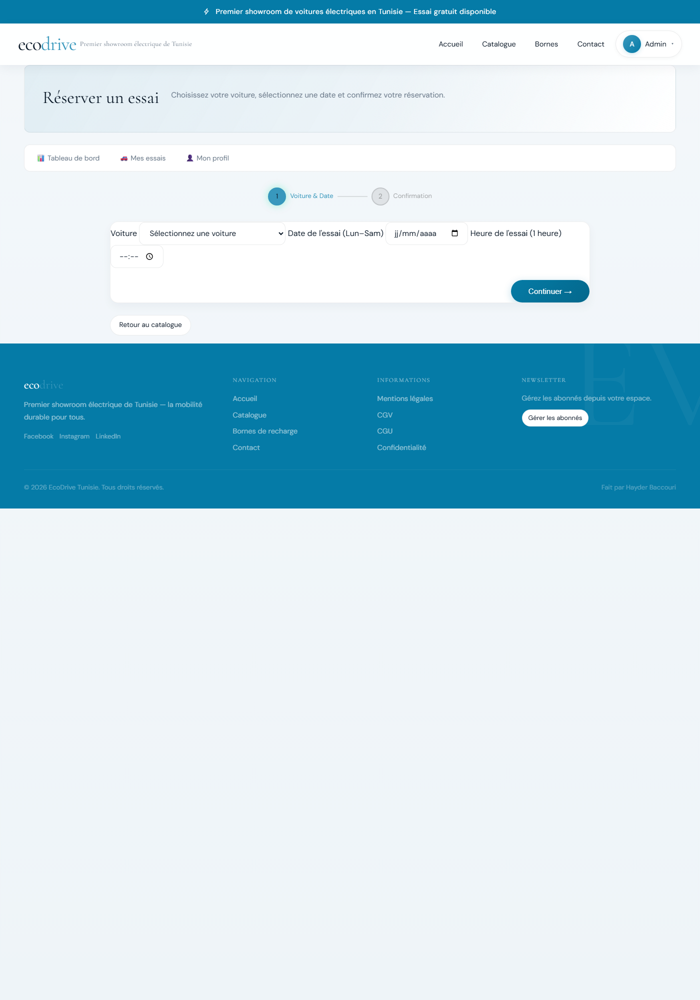 Premier showroom de voitures électriques en Tunisie — Essai gratuit disponible
ecodrive Premier showroom électrique de Tunisie Accueil Catalogue Bornes Contact A Admin
Réserver un essai Choisissez votre voiture, sélectionnez une date et confirmez votre réservation.
Tableau de bord Mes essais Mon profil
1 Voiture & Date 2 Confirmation
Voiture Sélectionnez une voiture Date de l'essai (Lun–Sam) jj/mm/aaaa Heure de l'essai (1 heure)
--:--
Continuer →
Retour au catalogue
EV
ecodrive
Premier showroom électrique de Tunisie — la mobilité
durable pour tous.
Facebook Instagram LinkedIn
NAVIGATION
Accueil
Catalogue
Bornes de recharge
Contact
INFORMATIONS
Mentions légales
CGV
CGU
Confidentialité
NEWSLETTER
Gérez les abonnés depuis votre espace.
Gérer les abonnés
© 2026 EcoDrive Tunisie. Tous droits réservés.
Fait par Hayder Baccouri